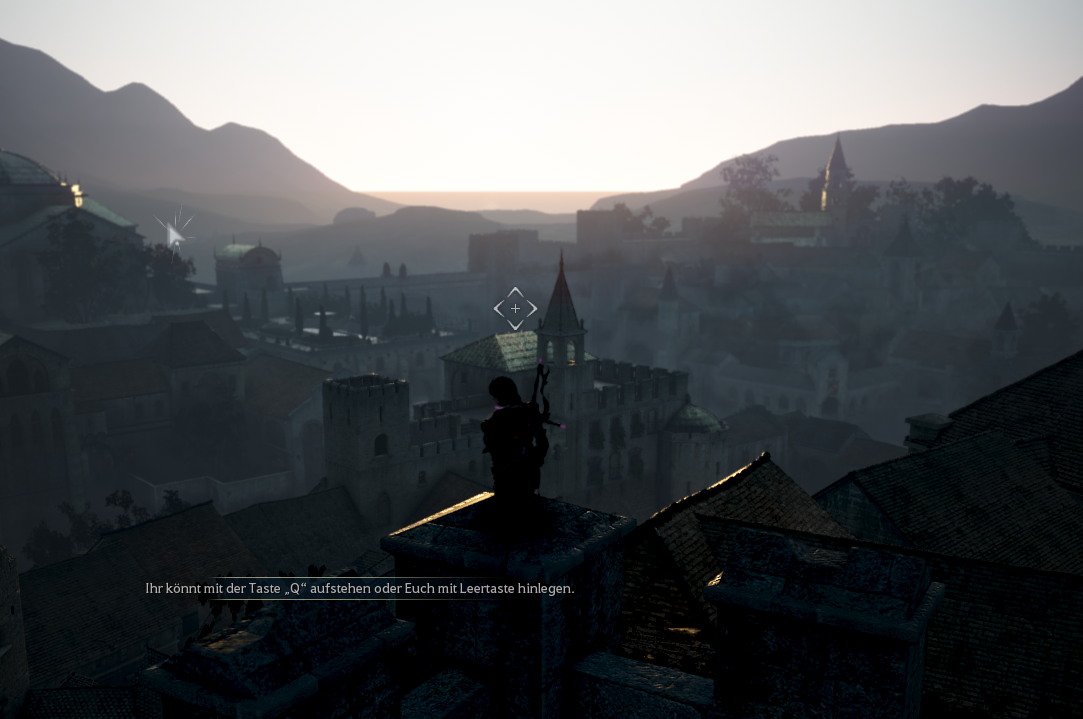 Ihr könnt mit der Taste „Q“ aufstehen oder Euch mit Leertaste hinlegen.